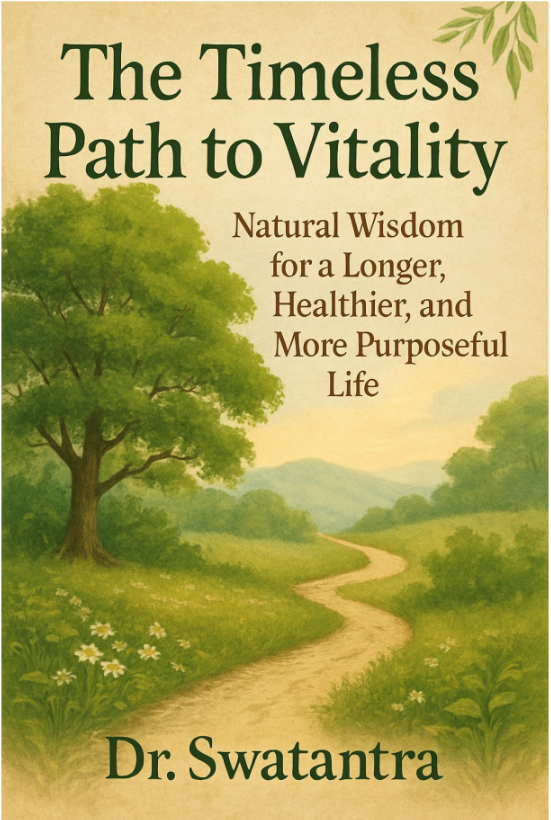 The Timeless
Path to Vitality
Natural Wisdom
for a Longer,
Healthier, and
More Purposeful
Life
Dr. Swatantra